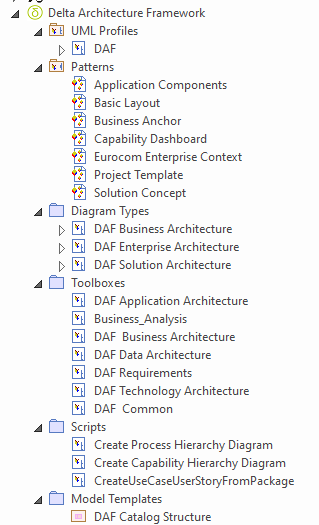 Delta Architecture Framework
UML Profiles
DAF
Patterns
Application Components
Basic Layout
Business Anchor
Capability Dashboard
Eurocom Enterprise Context
Project Template
Solution Concept
Diagram Types
DAF Business Architecture
DAF Enterprise Architecture
DAF Solution Architecture
Toolboxes
DAF Application Architecture
Business_Analysis
DAF  Business Architecture
DAF Data Architecture
DAF Requirements
DAF Technology Architecture
DAF  Common
Scripts
Create Process Hierarchy Diagram
Create Capability Hierarchy Diagram
CreateUseCaseUserStoryFromPackage
Model Templates
DAF Catalog Structure